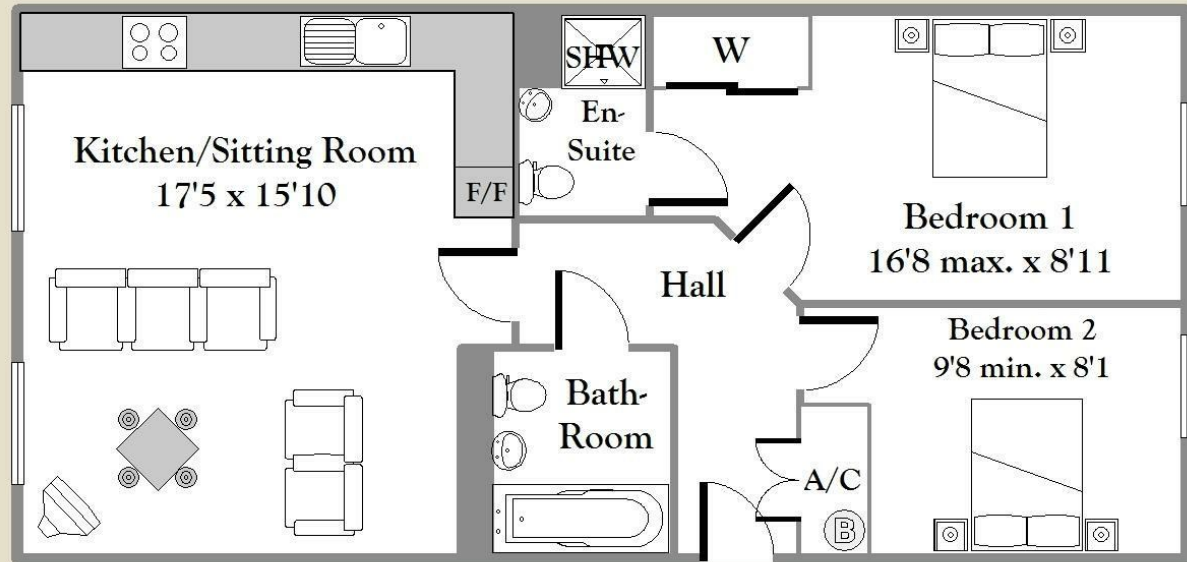 SHW
W
En-
Suite
Kitchen/Sitting Room
17'5 x 15'10
F/F
Bedroom 1
16'8 max. x 8'11
Hall
Bedroom 2
9'8 min. x 8'1
Bath-
Room
A/C
B